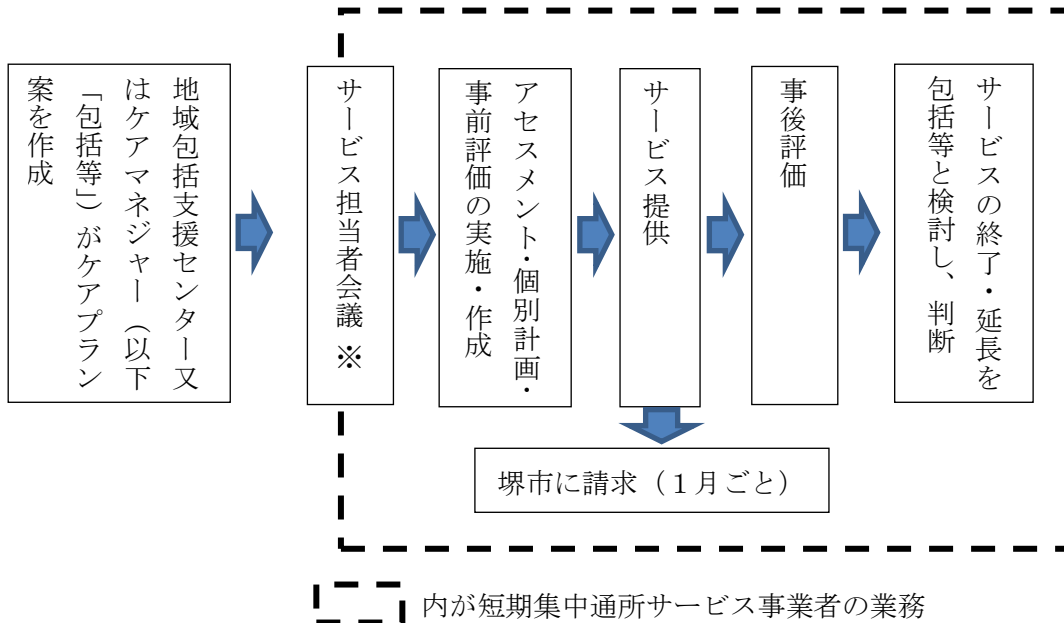 地域包括支援センター又
はケアマネジャー（以下
「包括等」）がケアプラン
案を作成
サービス担当者会議 ※
アセスメント・個別計画・
事前評価の実施・作成
サービス提供
事後評価
サービスの終了・延長を
包括等と検討し、判断
堺市に請求（１月ごと）
内が短期集中通所サービス事業者の業務